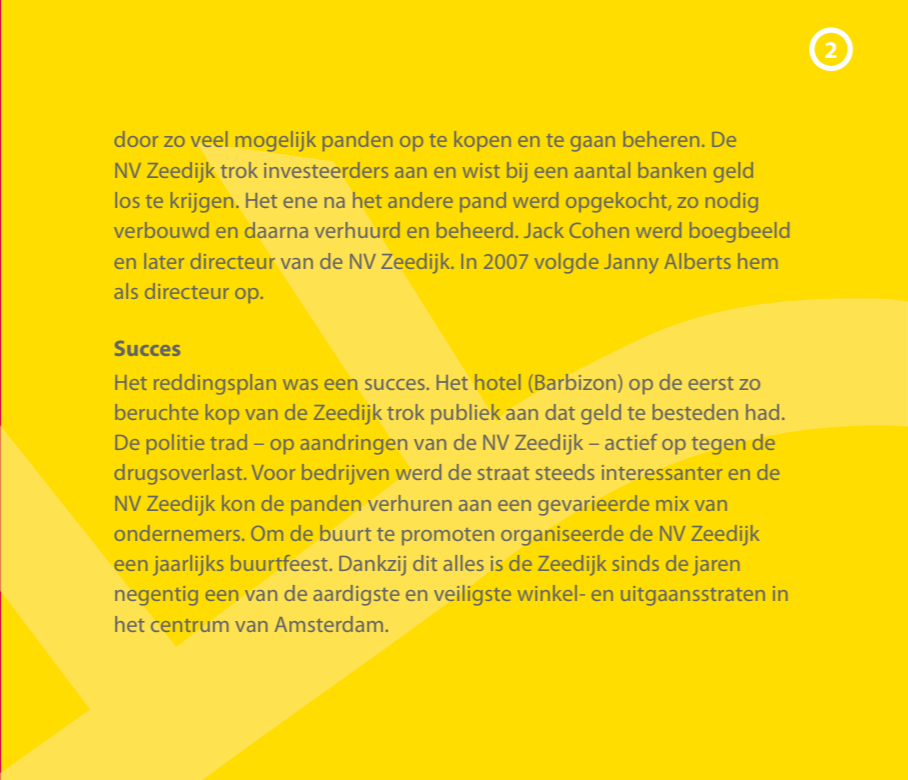 2
door zo veel mogelijk panden op te kopen en te gaan beheren. De
NV Zeedijk trok investeerders aan en wist bij een aantal banken geld
los te krijgen. Het ene na het andere pand werd opgekocht, zo nodig
verbouwd en daarna verhuurd en beheerd. Jack Cohen werd boegbeeld
en later directeur van de NV Zeedijk. In 2007 volgde Janny Alberts hem
als directeur op.
Succes
Het reddingsplan was een succes. Het hotel (Barbizon) op de eerst zo
beruchte kop van de Zeedijk trok publiek aan dat geld te besteden had.
De politie trad – op aandringen van de NV Zeedijk – actief op tegen de
drugsoverlast. Voor bedrijven werd de straat steeds interessanter en de
NV Zeedijk kon de panden verhuren aan een gevarieerde mix van
ondernemers. Om de buurt te promoten organiseerde de NV Zeedijk
een jaarlijks buurtfeest. Dankzij dit alles is de Zeedijk sinds de jaren
negentig een van de aardigste en veiligste winkel- en uitgaansstraten in
het centrum van Amsterdam.